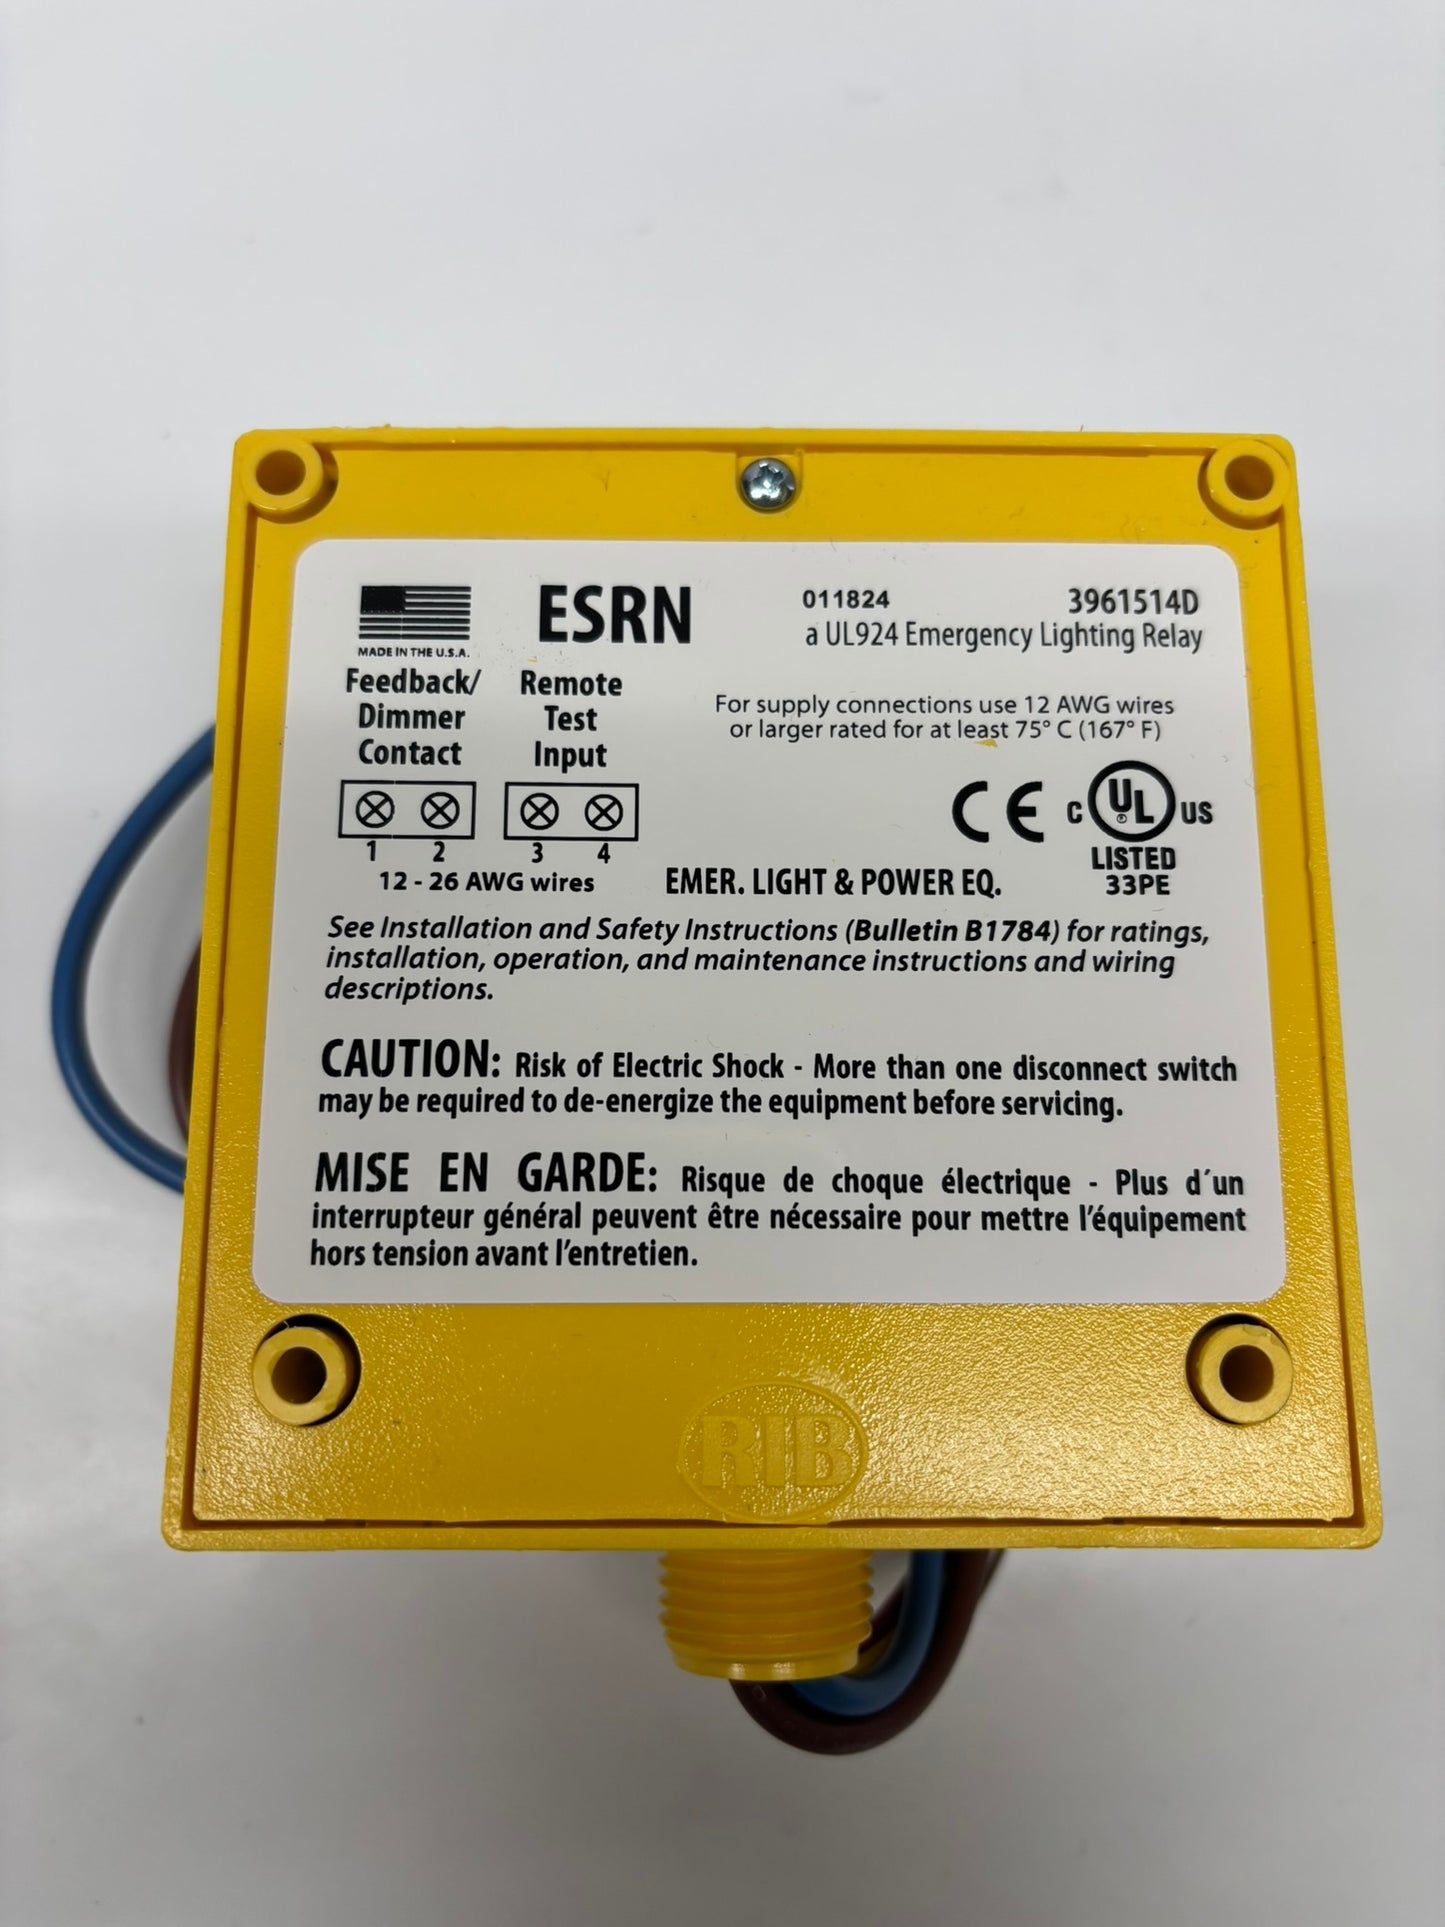 ESRN
011824
3961514D
a UL924 Emergency Lighting Relay
MADE IN THE U.S.A.
Feedback/
Dimmer
Contact
Remote
Test
Input
For supply connections use 12 AWG wires
or larger rated for at least 75° C (167° F)
1 2 3 4
12 - 26 AWG wires
CE
C UL ® US
LISTED
33PE
EMER. LIGHT & POWER EQ.
See Installation and Safety Instructions (Bulletin B1784) for ratings,
installation, operation, and maintenance instructions and wiring
descriptions.
CAUTION: Risk of Electric Shock - More than one disconnect switch
may be required to de-energize the equipment before servicing.
MISE EN GARDE: Risque de choque électrique - Plus d´un
interrupteur général peuvent être nécessaire pour mettre l’équipement
hors tension avant l’entretien.
RIB